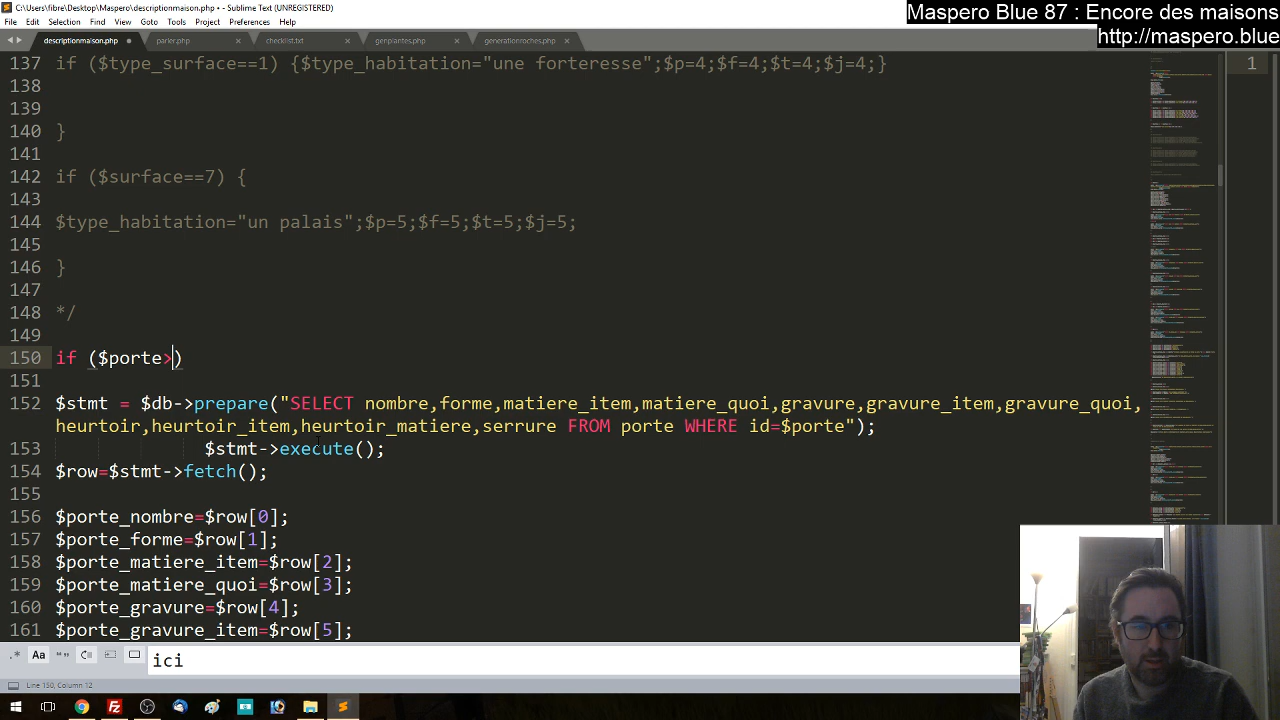 C:\Users\fibre\Desktop\Maspero\descriptionmaison.php • - Sublime Text (UNREGISTERED)
Maspero Blue 87 : Encore des maisons
http://maspero.blue
File Edit Selection Find View Goto Tools Project Preferences Help
descriptionmaison.php parler.php checklist.txt genplantes.php generationroches.php
137 if ($type_surface==1) {$type_habitation="une forteresse";$p=4;$f=4;$t=4;$j=4;}
138
139
140 }
141
142 if ($surface==7) {
143
144 $type_habitation="un palais";$p=5;$f=5;$t=5;$j=5;
145
146 }
147
148 */
149
150 if ($porte>)
151
152 $stmt = $db->prepare("SELECT nombre,forme,matiere_item,matiere_quoi,gravure,gravure_item,gravure_quoi,
heurtoir,heurtoir_item,heurtoir_matiere,serrure FROM porte WHERE id=$porte");
153 $stmt->execute();
154 $row=$stmt->fetch();
155
156 $porte_nombre=$row[0];
157 $porte_forme=$row[1];
158 $porte_matiere_item=$row[2];
159 $porte_matiere_quoi=$row[3];
160 $porte_gravure=$row[4];
161 $porte_gravure_item=$row[5];
1
.* Aa “” ici
Line 150, Column 12